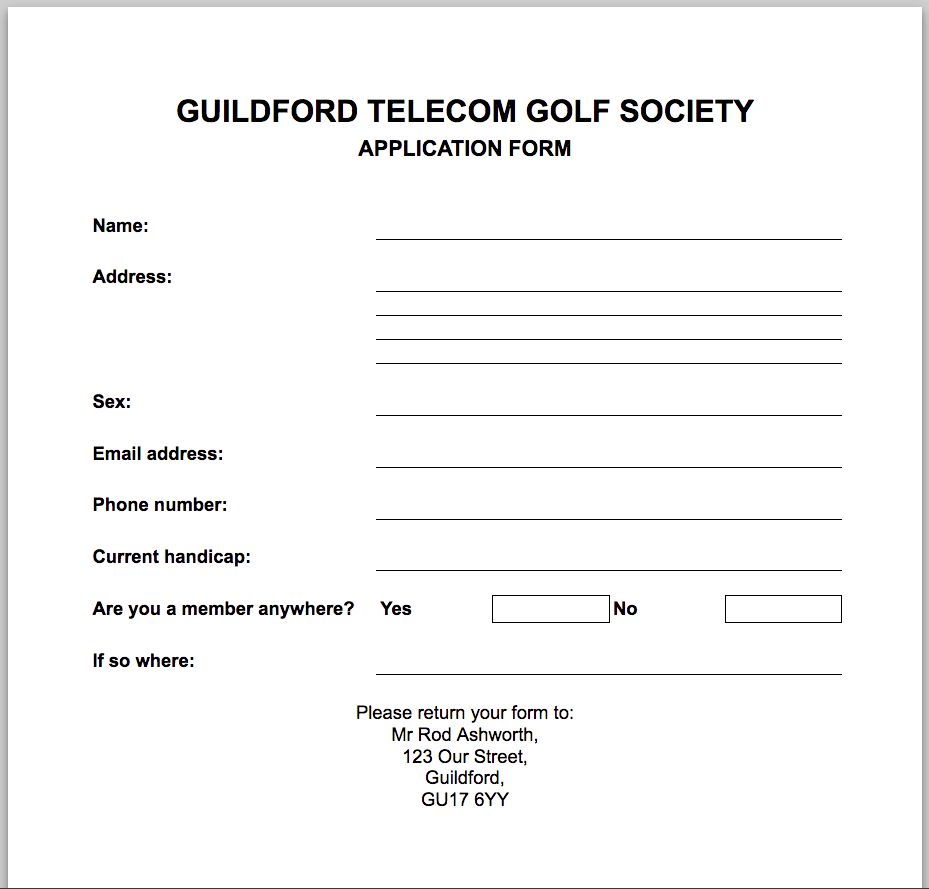 GUILDFORD TELECOM GOLF SOCIETY
APPLICATION FORM
Name:
Address:
Sex:
Email address:
Phone number:
Current handicap:
Are you a member anywhere? Yes No
If so where:
Please return your form to:
Mr Rod Ashworth,
123 Our Street,
Guildford,
GU17 6YY